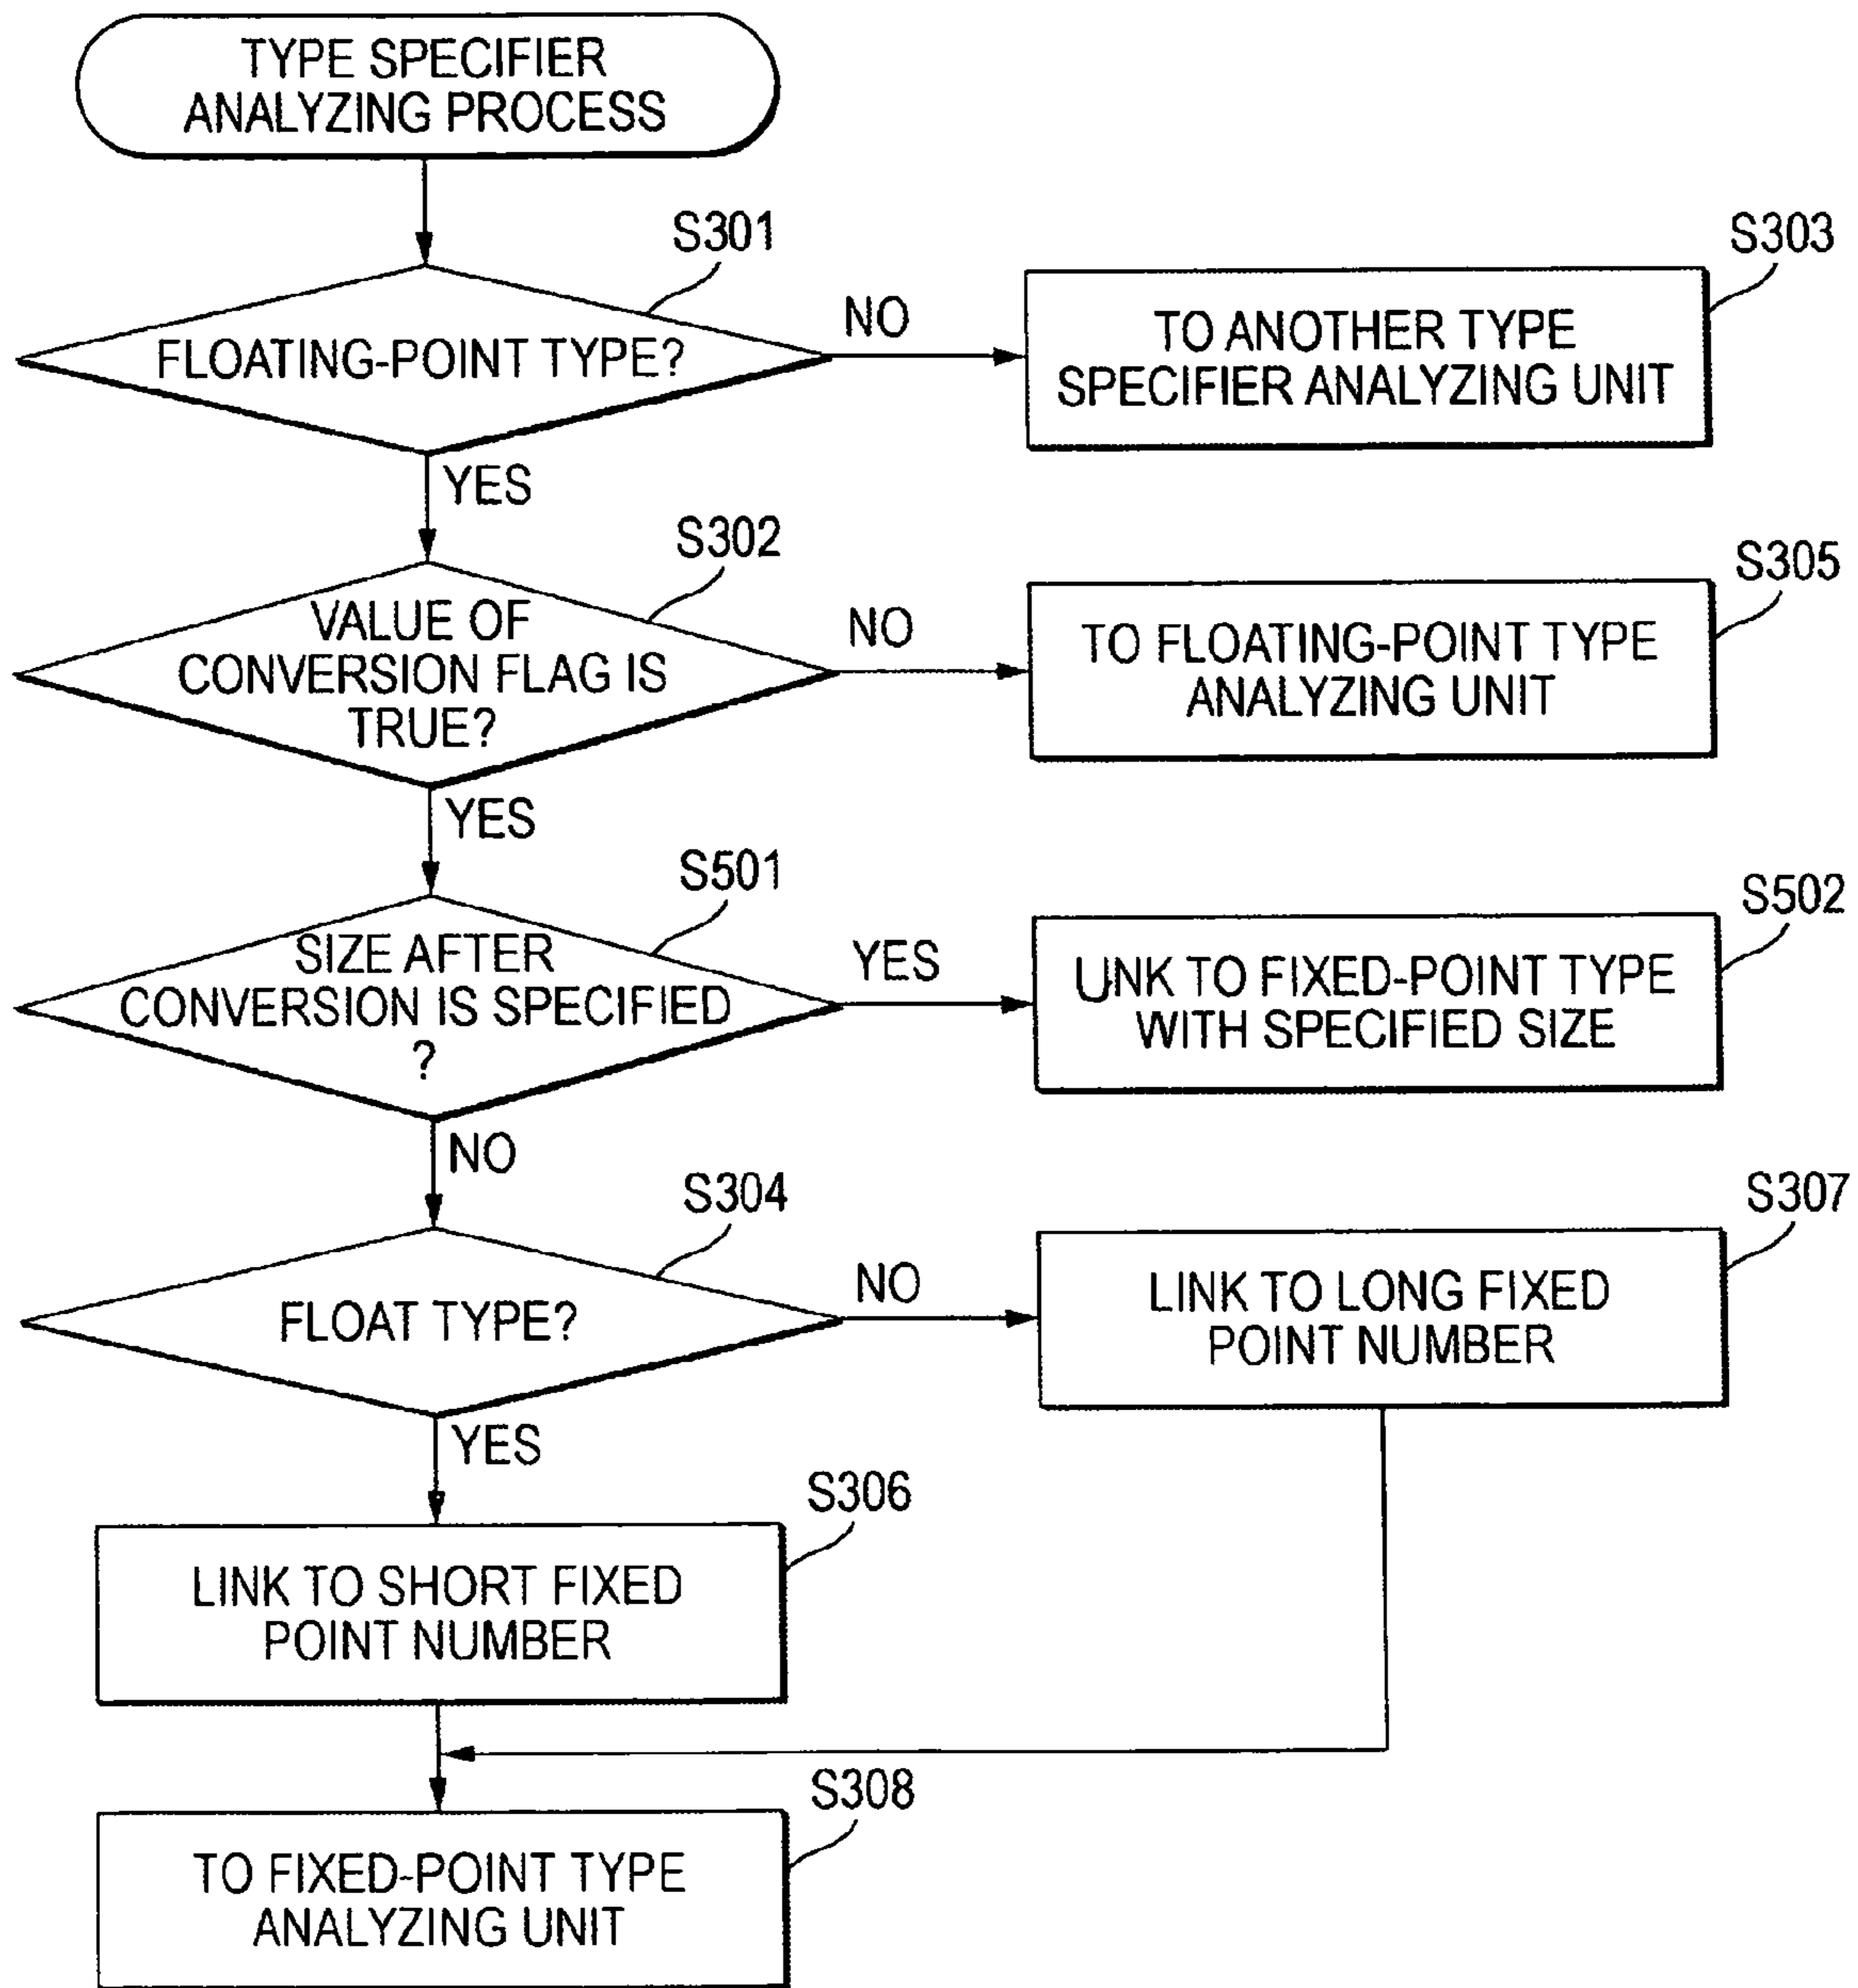 TYPE SPECIFIER
ANALYZING PROCESS
S301
FLOATING-POINT TYPE?
NO
S303
TO ANOTHER TYPE
SPECIFIER ANALYZING UNIT
YES
S302
VALUE OF
CONVERSION FLAG IS
TRUE?
NO
S305
TO FLOATING-POINT TYPE
ANALYZING UNIT
YES
S501
SIZE AFTER
CONVERSION IS SPECIFIED
?
YES
S502
LINK TO FIXED-POINT TYPE
WITH SPECIFIED SIZE
NO
S304
FLOAT TYPE?
NO
S307
LINK TO LONG FIXED
POINT NUMBER
YES
S306
LINK TO SHORT FIXED
POINT NUMBER
S308
TO FIXED-POINT TYPE
ANALYZING UNIT